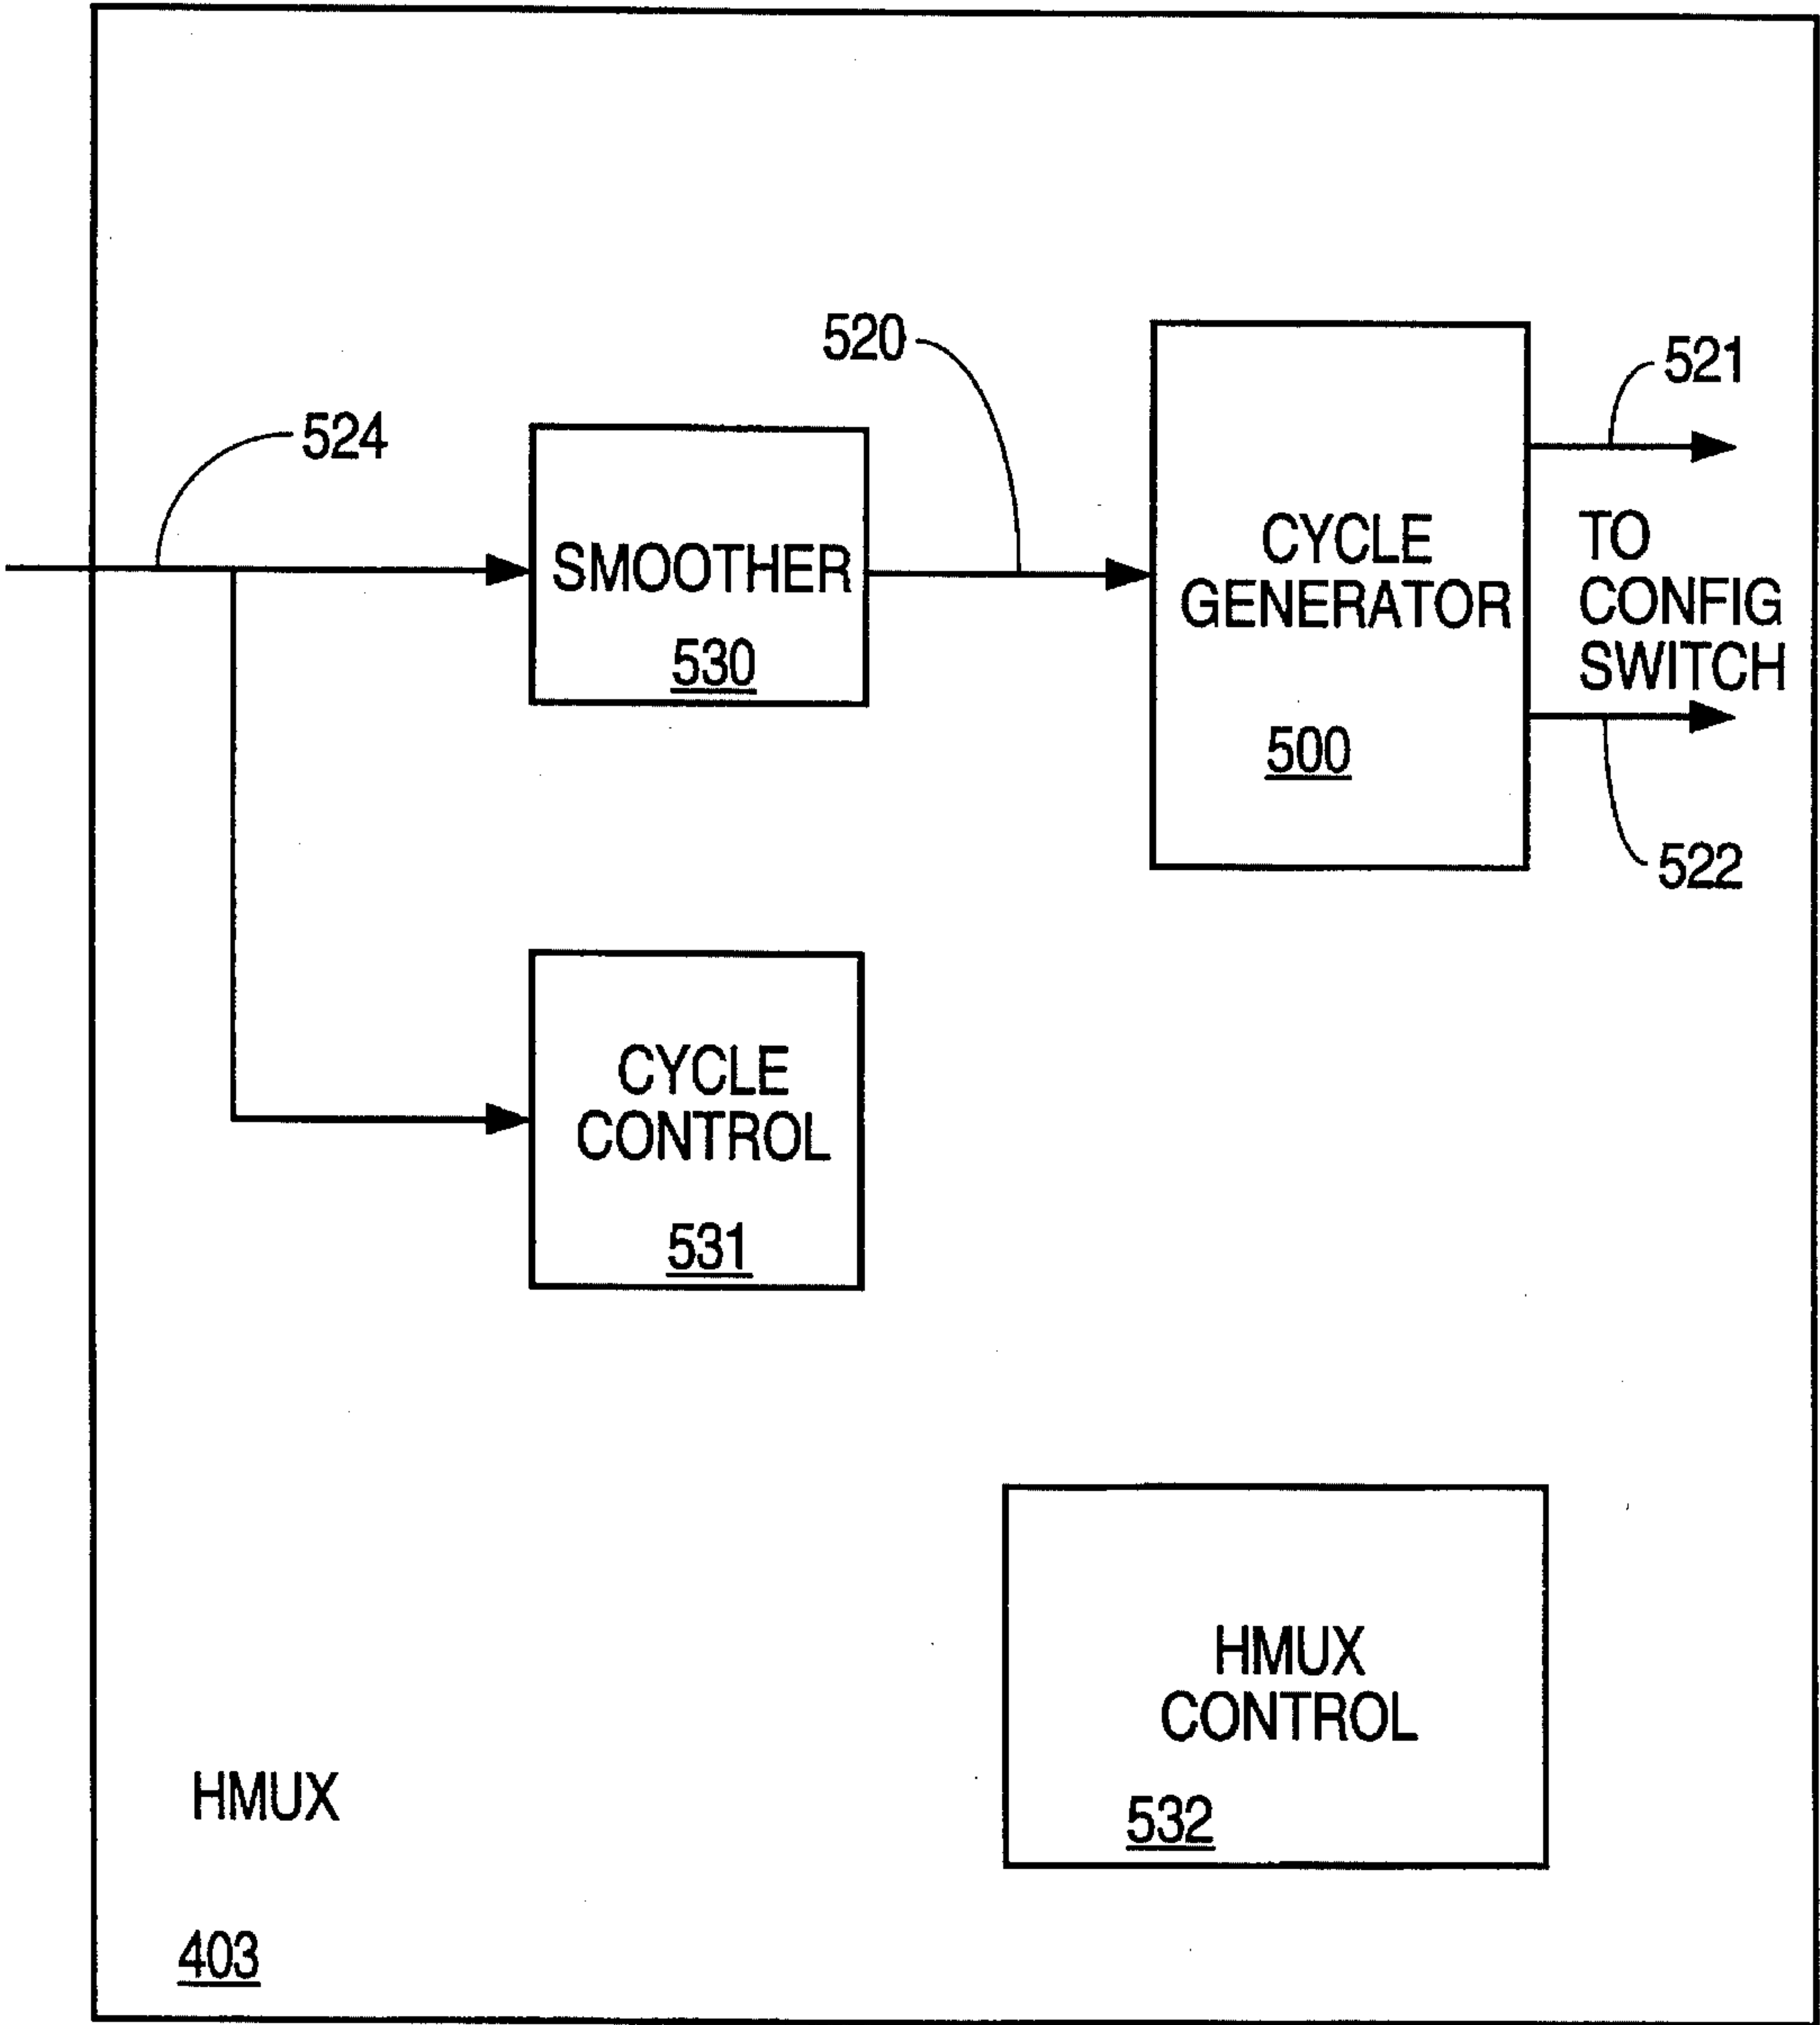 520
521
524
SMOOTHER
530
CYCLE
GENERATOR
500
TO
CONFIG
SWITCH
522
CYCLE
CONTROL
531
HMUX
CONTROL
532
HMUX
403